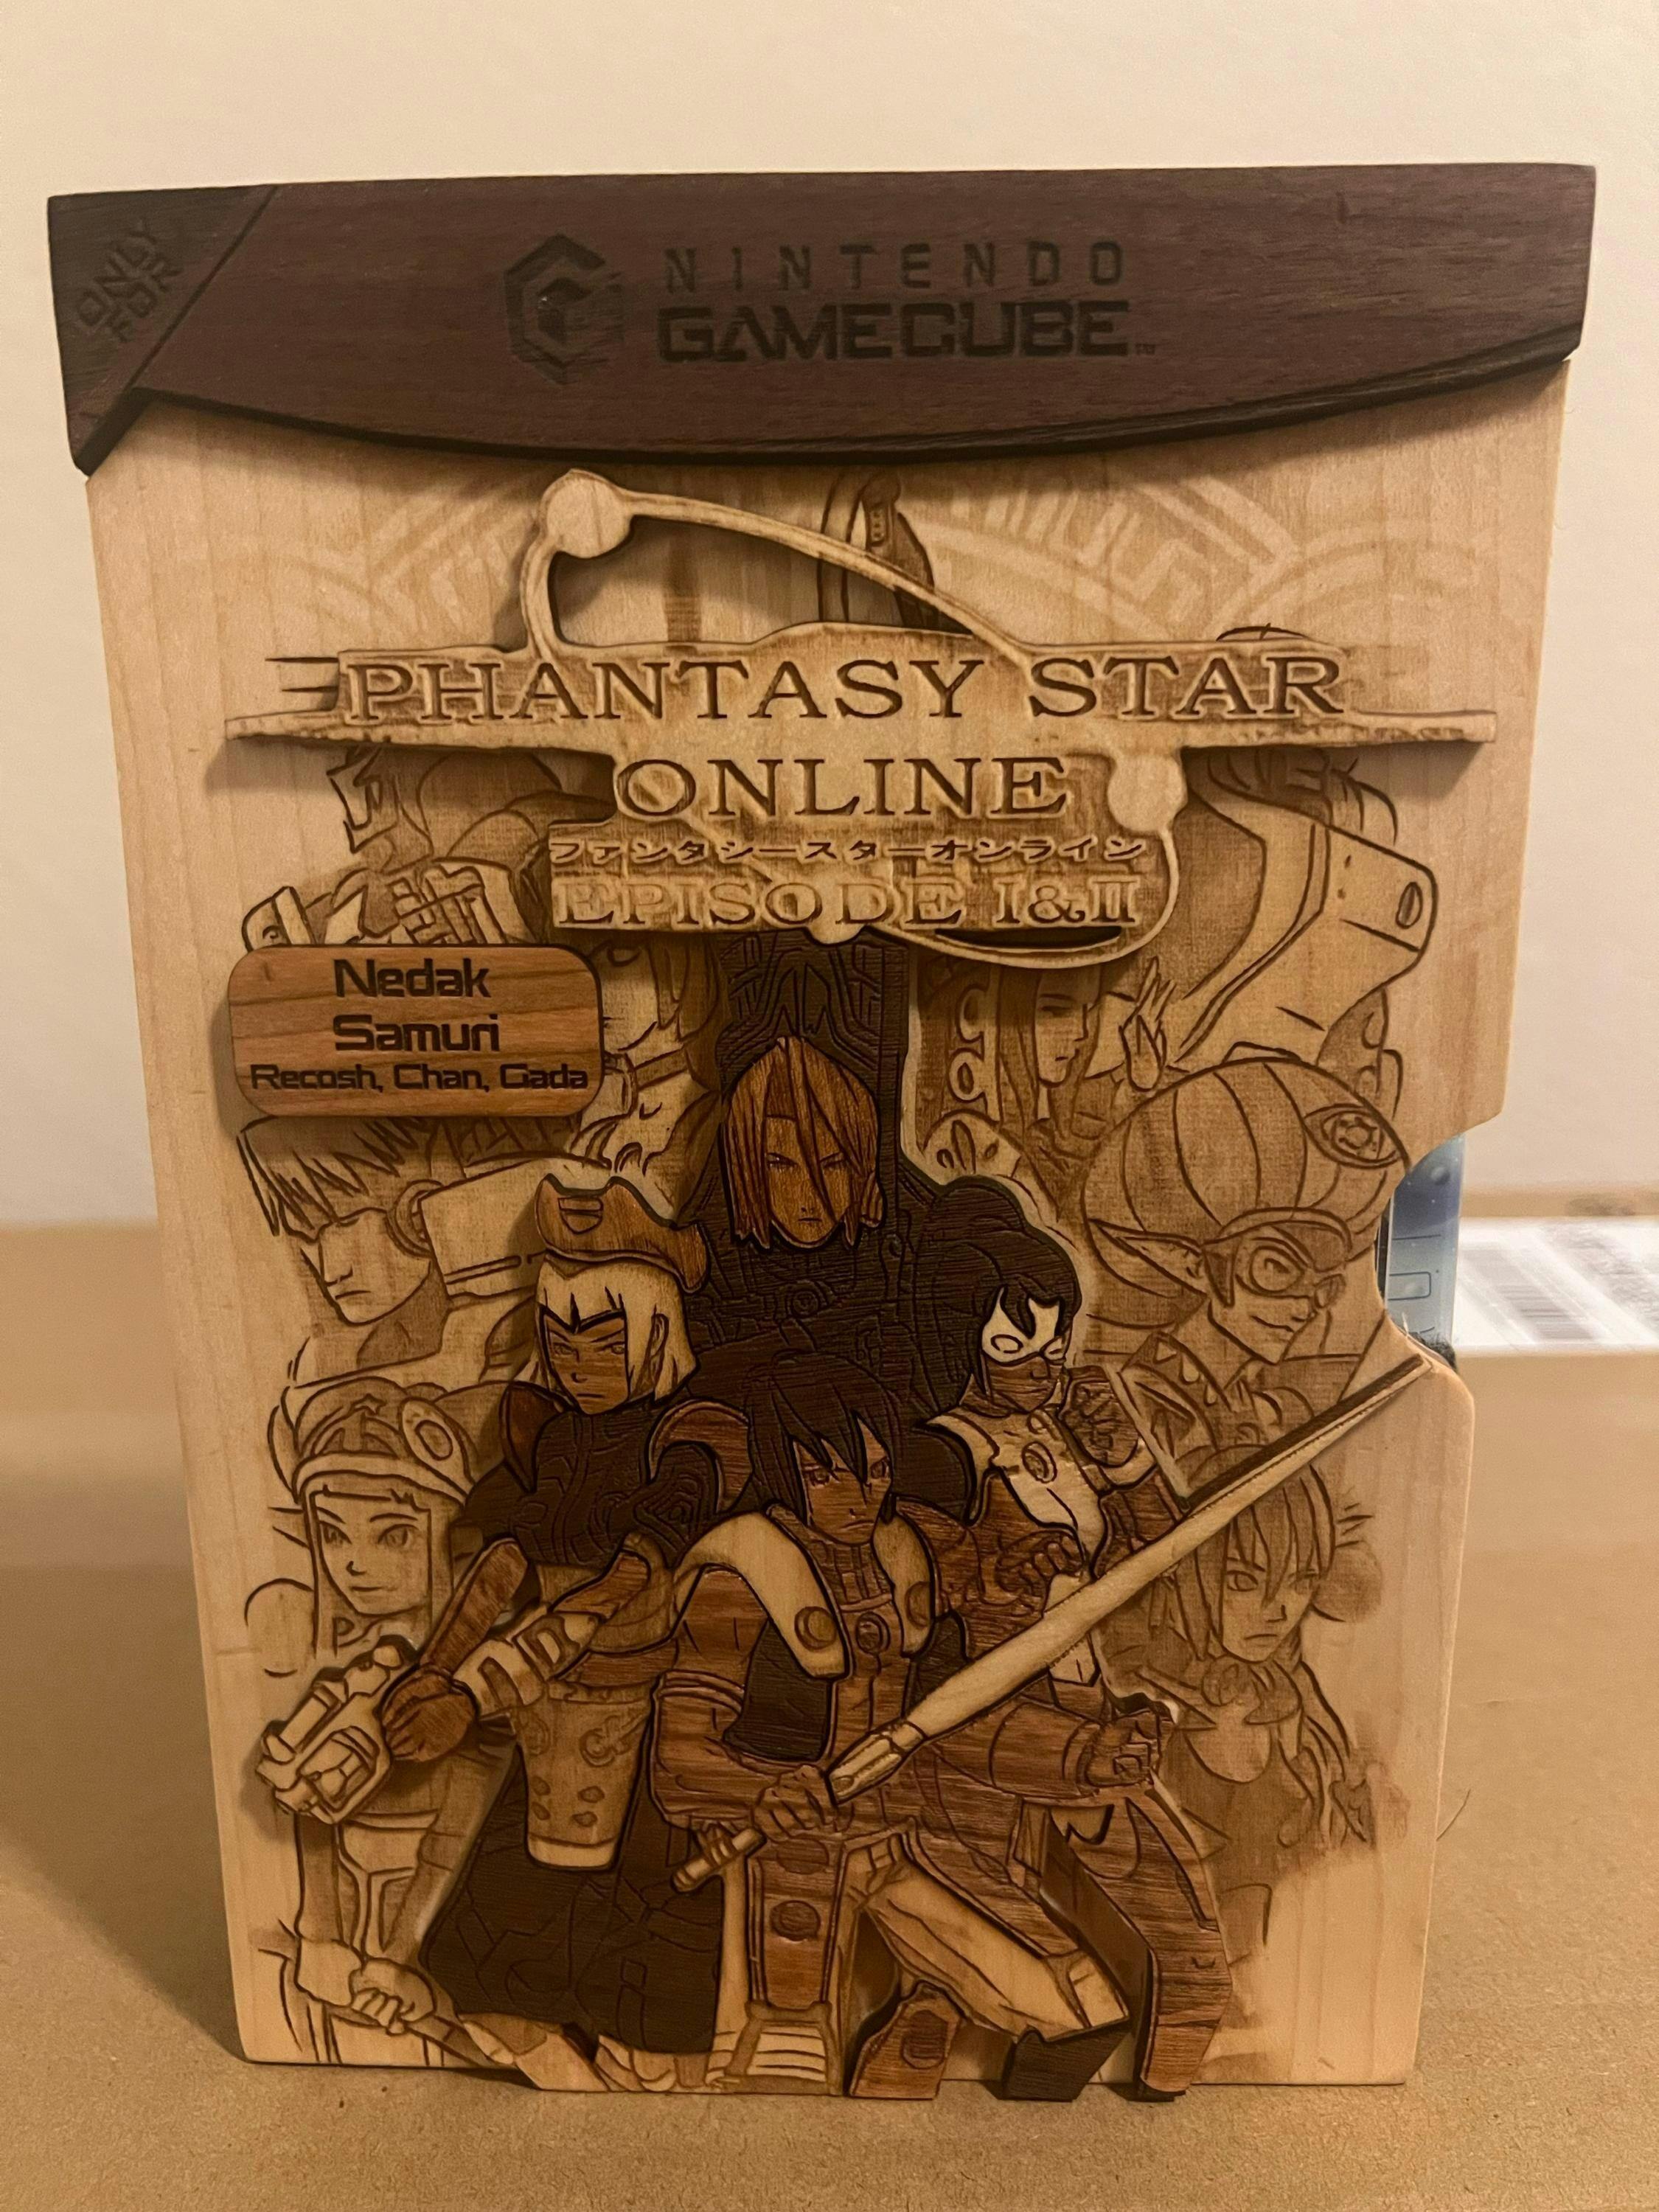 ONLY
FOR
NINTENDO
GAMECUBE™
PHANTASY STAR
ONLINE
ファンタシースターオンライン
EPISODE I&II
Nedak
Samuri
Recosh, Chan, Gada